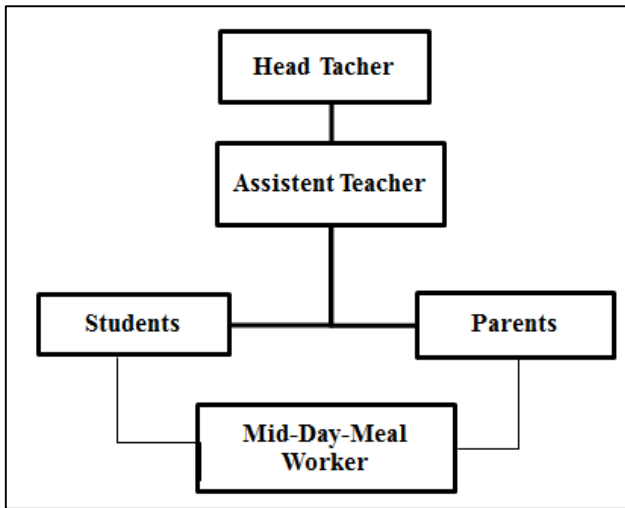 Head Tacher
Assistent Teacher
Students
Parents
Mid-Day-Meal
Worker